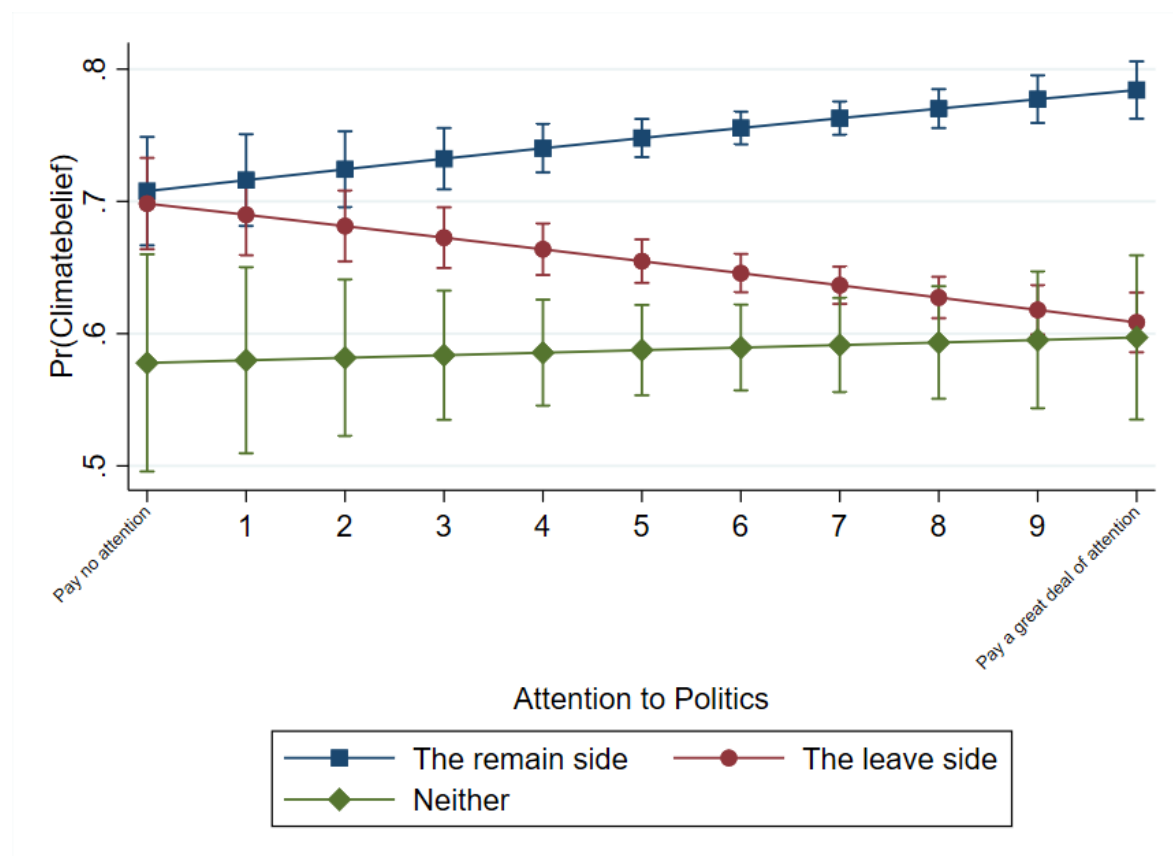 .8
.7
.6
.5
Pr(Climatebelief)
Pay no attention
1 2 3 4 5 6 7 8 9
Pay a great deal of attention
Attention to Politics
The remain side The leave side
Neither